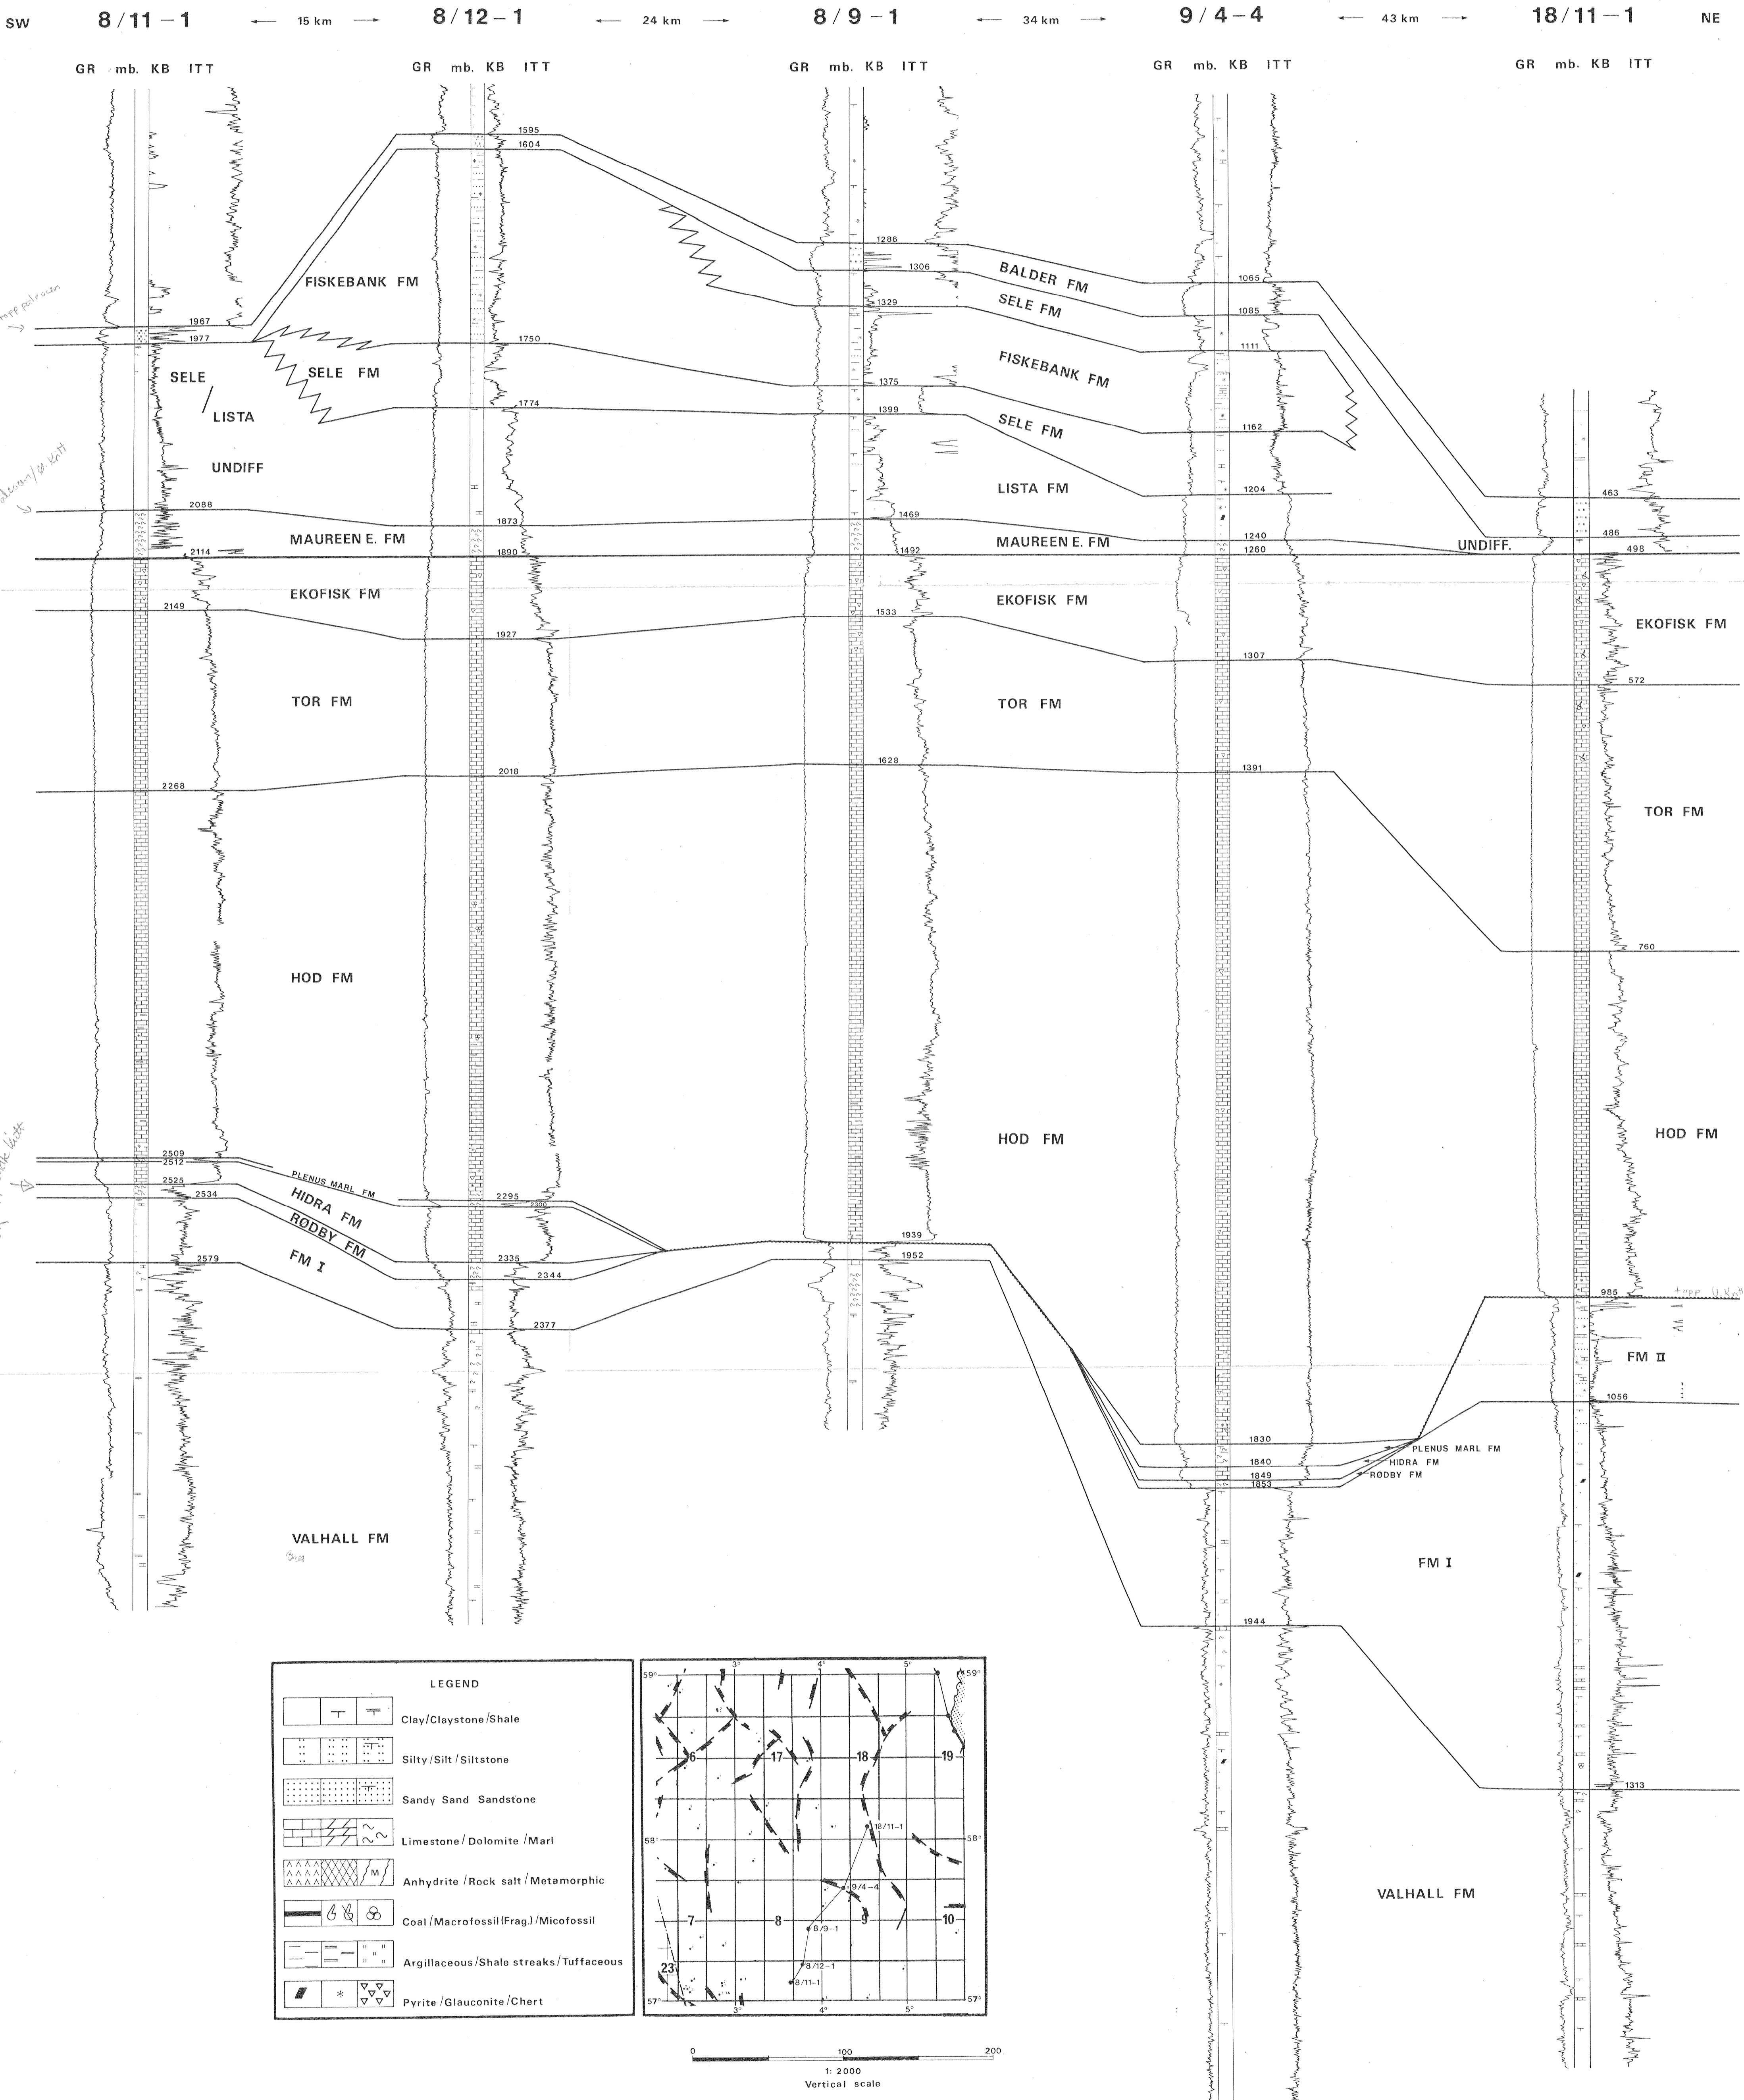 SW 8/11-1 ← 15 km → 8/12-1 ← 24 km → 8/9-1 ← 34 km → 9/4-4 ← 43 km → 18/11-1 NE
GR mb. KB ITT GR mb. KB ITT GR mb. KB ITT GR mb. KB ITT GR mb. KB ITT
1595
1604
1286
FISKEBANK FM 1306 BALDER FM 1065
1329 SELE FM 1085
1967
1977 1750 1111
SELE / LISTA SELE FM FISKEBANK FM
1375
1774 1399 SELE FM 1162
UNDIFF LISTA FM 1204 463
2088 1873 1469
MAUREEN E. FM MAUREEN E. FM 1240 UNDIFF. 486
2114 1890 1492 1260 498
EKOFISK FM EKOFISK FM EKOFISK FM
2149 1927 1533 1307 572
TOR FM TOR FM
2268 2018 1628 1391
TOR FM
760
HOD FM
HOD FM HOD FM
2509
2512 PLENUS MARL FM
2525 HIDRA FM 2295
2534 RØDBY FM 2300
1939
FM I 1952
2579 2335
2344
985
2377 FM II
1056
1830 PLENUS MARL FM
1840 HIDRA FM
1849 RØDBY FM
1853
VALHALL FM FM I
1944
1313
VALHALL FM
LEGEND
Clay/Claystone/Shale
Silty/Silt/Siltstone
Sandy Sand Sandstone
Limestone/Dolomite/Marl
Anhydrite/Rock salt/Metamorphic
M
Coal/Macrofossil(Frag.)/Micofossil
Argillaceous/Shale streaks/Tuffaceous
Pyrite/Glauconite/Chert
3° 4° 5°
59° 59°
6 17 18 19
18/11-1
58° 58°
9/4-4
7 8 9 10
8/9-1
8/12-1
23
8/11-1
57° 57°
3° 4° 5°
0 100 200
1: 2000
Vertical scale